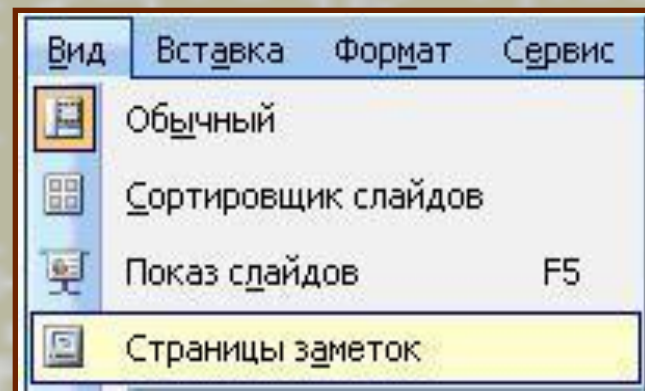 Вид Вставка Формат Сервис
Обычный
Сортировщик слайдов
Показ слайдов F5
Страницы заметок